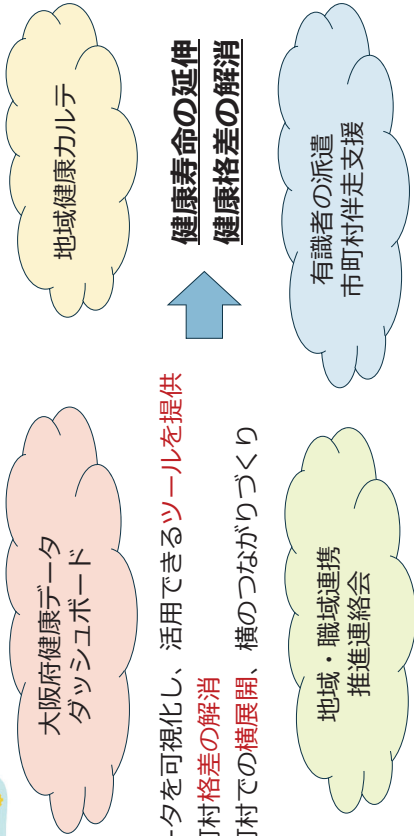 大阪府健康データ
ダッシュボード
地域健康カルテ
ータを可視化し、活用できるツールを提供
町村格差の解消
町村での横展開、横のつながりづくり
健康寿命の延伸
健康格差の解消
地域・職域連携
推進連絡会
有識者の派遣
市町村伴走支援